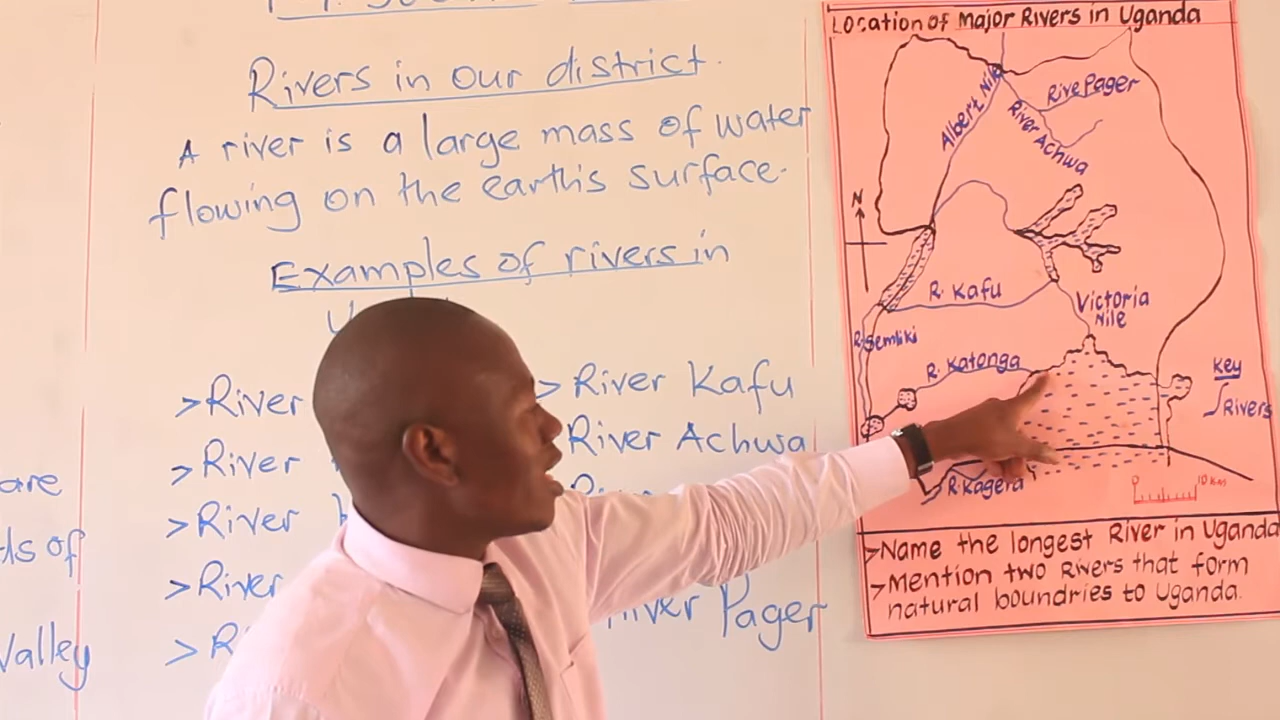 Rivers in our district.
A river is a large mass of water
flowing on the earth's surface.
Examples of rivers in
>River
>River
>River
>River
>
> River Kafu
River Achwa
River Pager
are
of
Valley
Location of Major Rivers in Uganda
Albert Nile
Rive Pager
River Achwa
N
R. Kafu
Victoria
Nile
R. Semliki
R. Katonga
Key
Rivers
R. Kagera
10 Km
>Name the longest River in Uganda
>Mention two Rivers that form
natural boundries to Uganda.